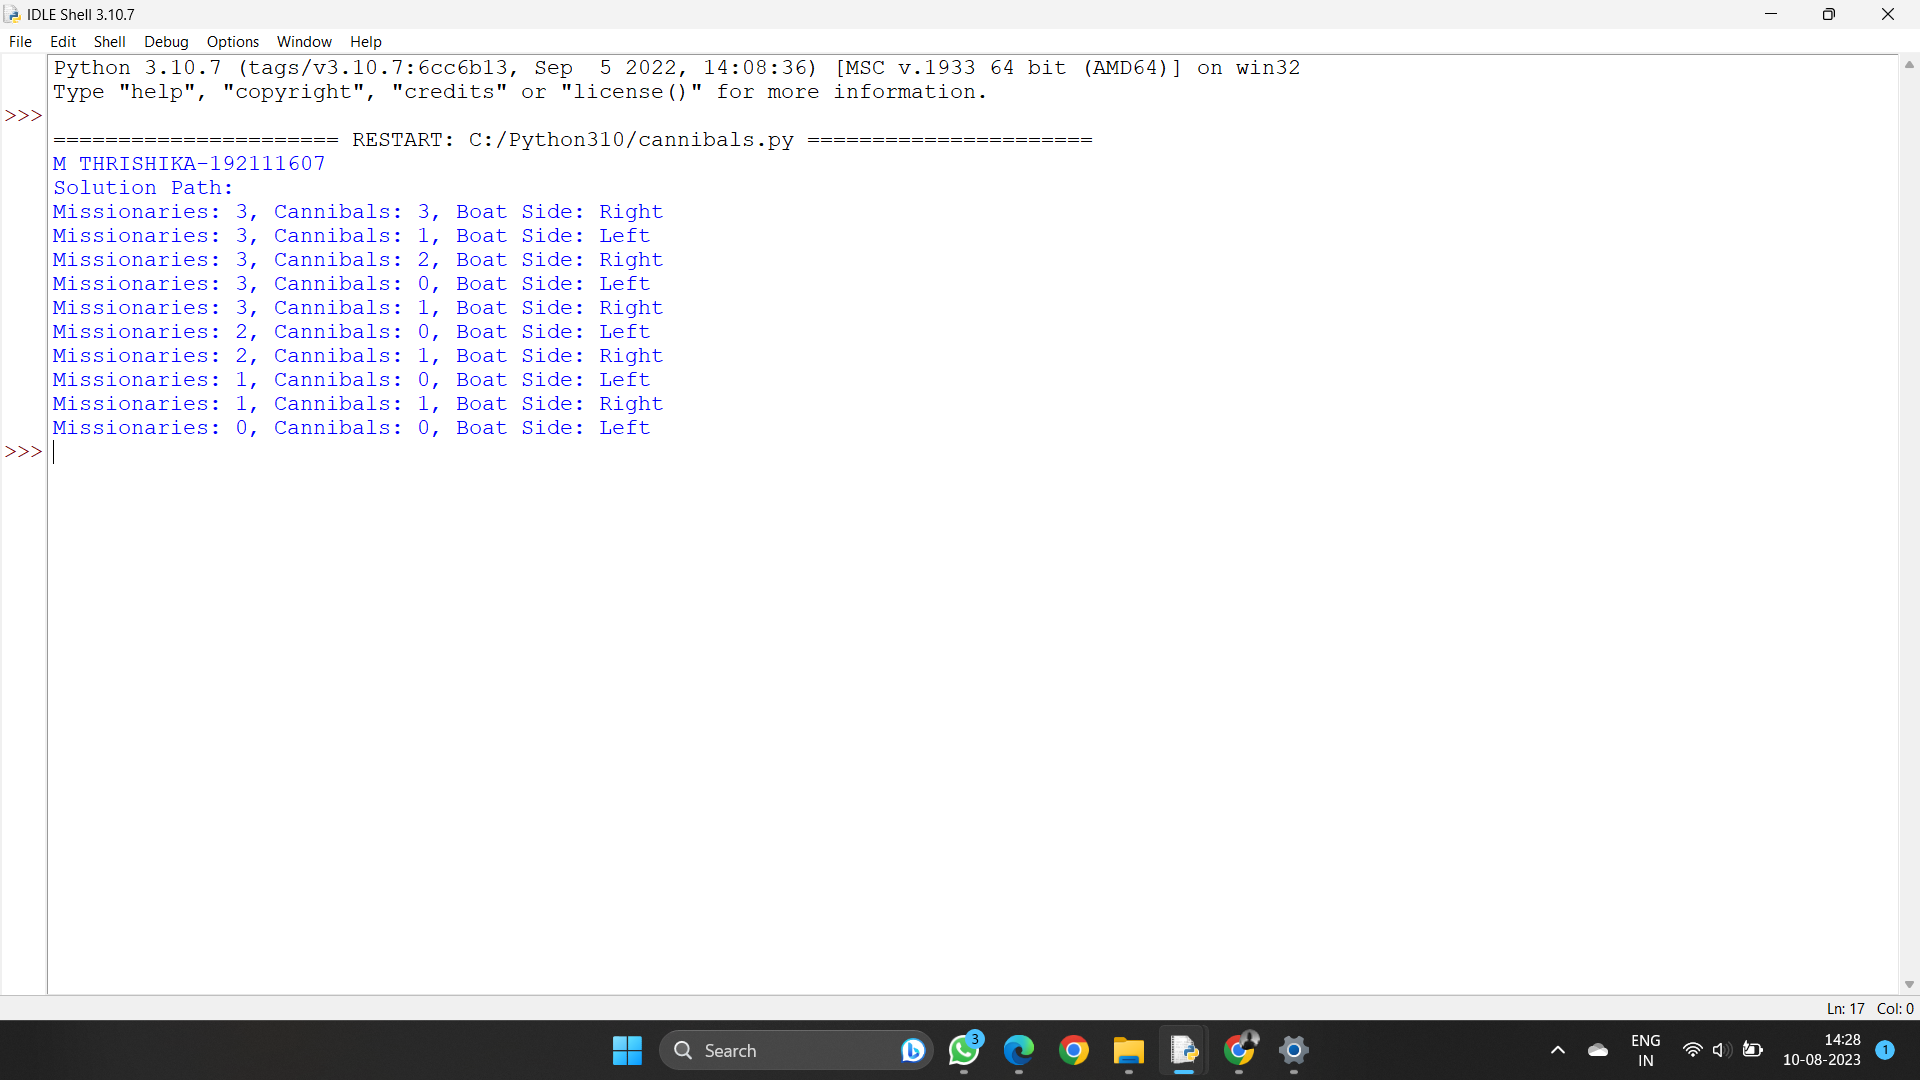 IDLE Shell 3.10.7
File Edit Shell Debug Options Window Help
Python 3.10.7 (tags/v3.10.7:6cc6b13, Sep  5 2022, 14:08:36) [MSC v.1933 64 bit (AMD64)] on win32
Type "help", "copyright", "credits" or "license()" for more information.
>>>
====================== RESTART: C:/Python310/cannibals.py ======================
M THRISHIKA-192111607
Solution Path:
Missionaries: 3, Cannibals: 3, Boat Side: Right
Missionaries: 3, Cannibals: 1, Boat Side: Left
Missionaries: 3, Cannibals: 2, Boat Side: Right
Missionaries: 3, Cannibals: 0, Boat Side: Left
Missionaries: 3, Cannibals: 1, Boat Side: Right
Missionaries: 2, Cannibals: 0, Boat Side: Left
Missionaries: 2, Cannibals: 1, Boat Side: Right
Missionaries: 1, Cannibals: 0, Boat Side: Left
Missionaries: 1, Cannibals: 1, Boat Side: Right
Missionaries: 0, Cannibals: 0, Boat Side: Left
>>>
Ln: 17 Col: 0
Search
3
ENG
IN
14:28
10-08-2023
1